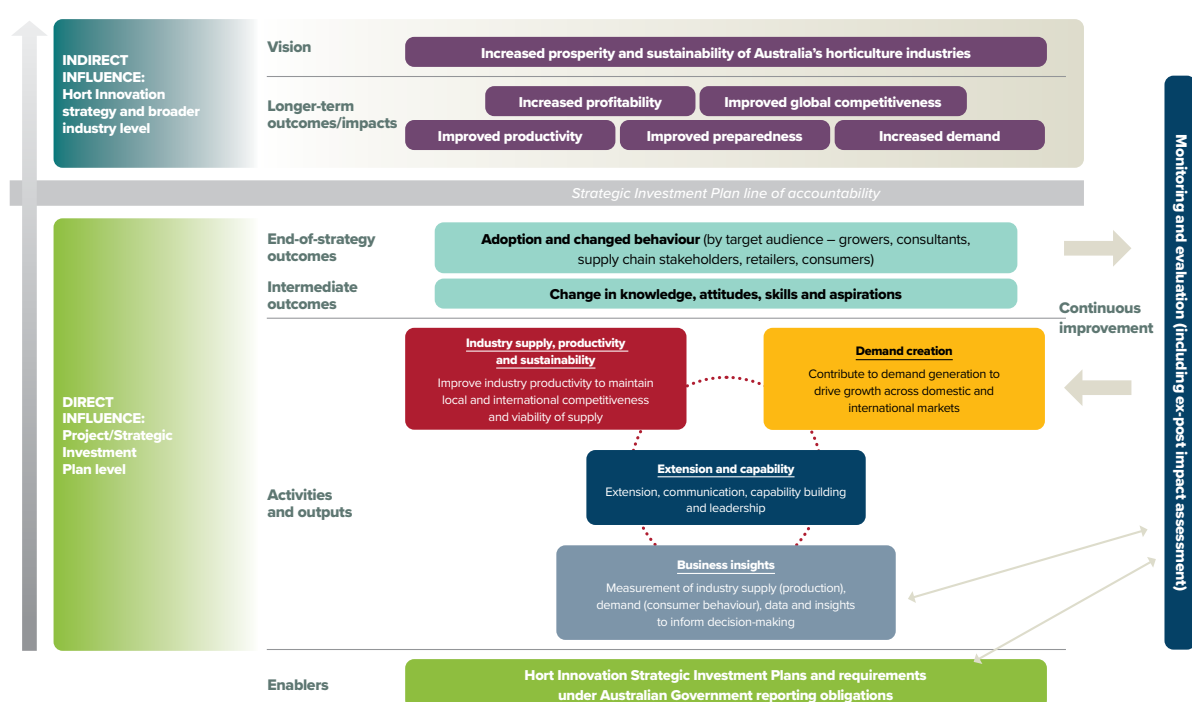 INDIRECT
INFLUENCE:
Hort Innovation
strategy and broader
industry level
Vision
Increased prosperity and sustainability of Australia’s horticulture industries
Longer-term
outcomes/impacts
Increased profitability
Improved global competitiveness
Improved productivity
Improved preparedness
Increased demand
Strategic Investment Plan line of accountability
DIRECT
INFLUENCE:
Project/Strategic
Investment
Plan level
End-of-strategy
outcomes
Adoption and changed behaviour (by target audience – growers, consultants,
supply chain stakeholders, retailers, consumers)
Intermediate
outcomes
Change in knowledge, attitudes, skills and aspirations
Activities
and outputs
Industry supply, productivity
and sustainability
Improve industry productivity to maintain
local and international competitiveness
and viability of supply
Demand creation
Contribute to demand generation to
drive growth across domestic and
international markets
Extension and capability
Extension, communication, capability building
and leadership
Business insights
Measurement of industry supply (production),
demand (consumer behaviour), data and insights
to inform decision-making
Enablers
Hort Innovation Strategic Investment Plans and requirements
under Australian Government reporting obligations
Continuous
improvement
Monitoring and evaluation (including ex-post impact assessment)